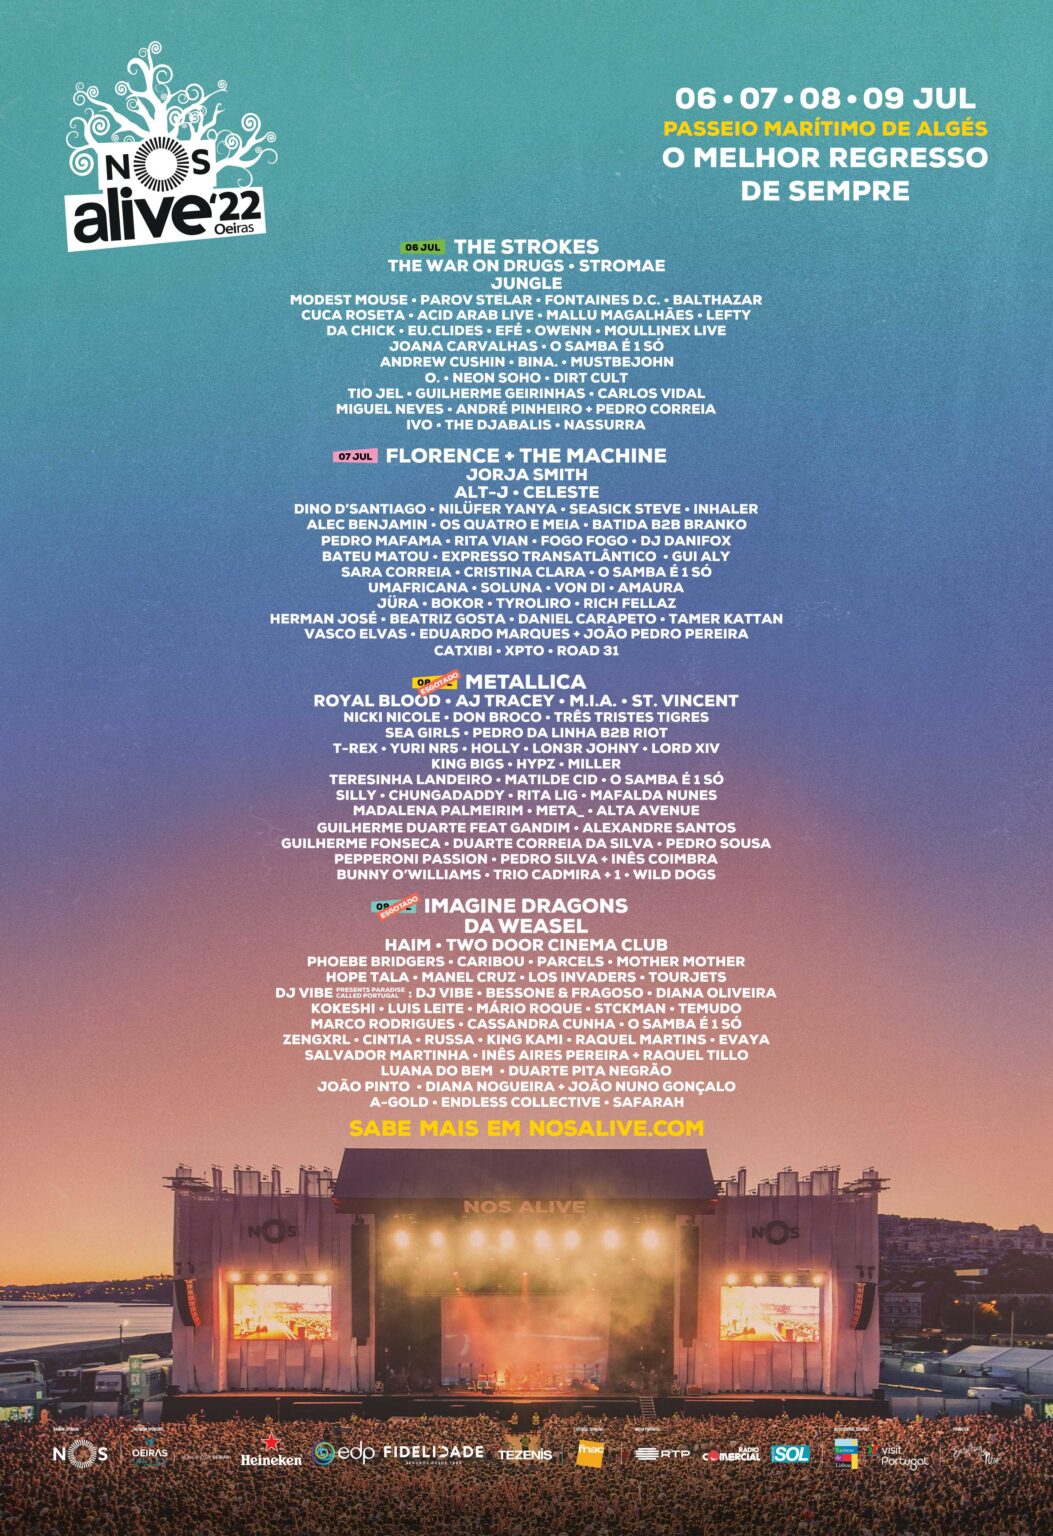 NOS
alive'22
Oeiras
06 • 07 • 08 • 09 JUL
PASSEIO MARÍTIMO DE ALGÉS
O MELHOR REGRESSO
DE SEMPRE
06 JUL THE STROKES
THE WAR ON DRUGS • STROMAE
JUNGLE
MODEST MOUSE • PAROV STELAR • FONTAINES D.C. • BALTHAZAR
CUCA ROSETA • ACID ARAB LIVE • MALLU MAGALHÃES • LEFTY
DA CHICK • EU.CLIDES • EFÉ • OWENN • MOULLINEX LIVE
JOANA CARVALHAS • O SAMBA É 1 SÓ
ANDREW CUSHIN • BINA. • MUSTBEJOHN
O. • NEON SOHO • DIRT CULT
TIO JEL • GUILHERME GEIRINHAS • CARLOS VIDAL
MIGUEL NEVES • ANDRÉ PINHEIRO + PEDRO CORREIA
IVO • THE DJABALIS • NASSURRA
07 JUL FLORENCE + THE MACHINE
JORJA SMITH
ALT-J • CELESTE
DINO D'SANTIAGO • NILÜFER YANYA • SEASICK STEVE • INHALER
ALEC BENJAMIN • OS QUATRO E MEIA • BATIDA B2B BRANKO
PEDRO MAFAMA • RITA VIAN • FOGO FOGO • DJ DANIFOX
BATEU MATOU • EXPRESSO TRANSATLÂNTICO • GUI ALY
SARA CORREIA • CRISTINA CLARA • O SAMBA É 1 SÓ
UMAFRICANA • SOLUNA • VON DI • AMAURA
JÜRA • BOKOR • TYROLIRO • RICH FELLAZ
HERMAN JOSÉ • BEATRIZ GOSTA • DANIEL CARAPETO • TAMER KATTAN
VASCO ELVAS • EDUARDO MARQUES + JOÃO PEDRO PEREIRA
CATXIBI • XPTO • ROAD 31
08 ESGOTADO METALLICA
ROYAL BLOOD • AJ TRACEY • M.I.A. • ST. VINCENT
NICKI NICOLE • DON BROCO • TRÊS TRISTES TIGRES
SEA GIRLS • PEDRO DA LINHA B2B RIOT
T-REX • YURI NR5 • HOLLY • LON3R JOHNY • LORD XIV
KING BIGS • HYPZ • MILLER
TERESINHA LANDEIRO • MATILDE CID • O SAMBA É 1 SÓ
SILLY • CHUNGADADDY • RITA LIG • MAFALDA NUNES
MADALENA PALMEIRIM • META_ • ALTA AVENUE
GUILHERME DUARTE FEAT GANDIM • ALEXANDRE SANTOS
GUILHERME FONSECA • DUARTE CORREIA DA SILVA • PEDRO SOUSA
PEPPERONI PASSION • PEDRO SILVA + INÊS COIMBRA
BUNNY O'WILLIAMS • TRIO CADMIRA + 1 • WILD DOGS
09 ESGOTADO IMAGINE DRAGONS
DA WEASEL
HAIM • TWO DOOR CINEMA CLUB
PHOEBE BRIDGERS • CARIBOU • PARCELS • MOTHER MOTHER
HOPE TALA • MANEL CRUZ • LOS INVADERS • TOURJETS
DJ VIBE PRESENTS PARADISE CALLED PORTUGAL : DJ VIBE • BESSONE & FRAGOSO • DIANA OLIVEIRA
KOKESHI • LUIS LEITE • MÁRIO ROQUE • STCKMAN • TEMUDO
MARCO RODRIGUES • CASSANDRA CUNHA • O SAMBA É 1 SÓ
ZENGXRL • CINTIA • RUSSA • KING KAMI • RAQUEL MARTINS • EVAYA
SALVADOR MARTINHA • INÊS AIRES PEREIRA + RAQUEL TILLO
LUANA DO BEM • DUARTE PITA NEGRÃO
JOÃO PINTO • DIANA NOGUEIRA + JOÃO NUNO GONÇALO
A-GOLD • ENDLESS COLLECTIVE • SAFARAH
SABE MAIS EM NOSALIVE.COM
NOS ALIVE
NOS NOS
NOS OEIRAS Heineken edp FIDELIDADE TEZENIS fnac RTP RÁDIO COMERCIAL SOL Turismo de Lisboa visit Portugal
SEGUROS DESDE 1808